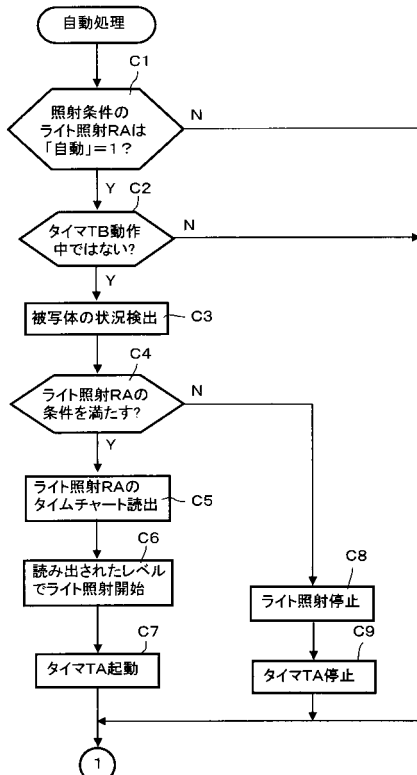 自動処理
C1
照射条件の
ライト照射RAは
「自動」=1?
N
Y
C2
タイマTB動作
中ではない?
N
Y
被写体の状況検出
C3
C4
ライト照射RAの
条件を満たす?
N
Y
ライト照射RAの
タイムチャート読出
C5
C6
読み出されたレベル
でライト照射開始
C8
ライト照射停止
C7
タイマTA起動
C9
タイマTA停止
1